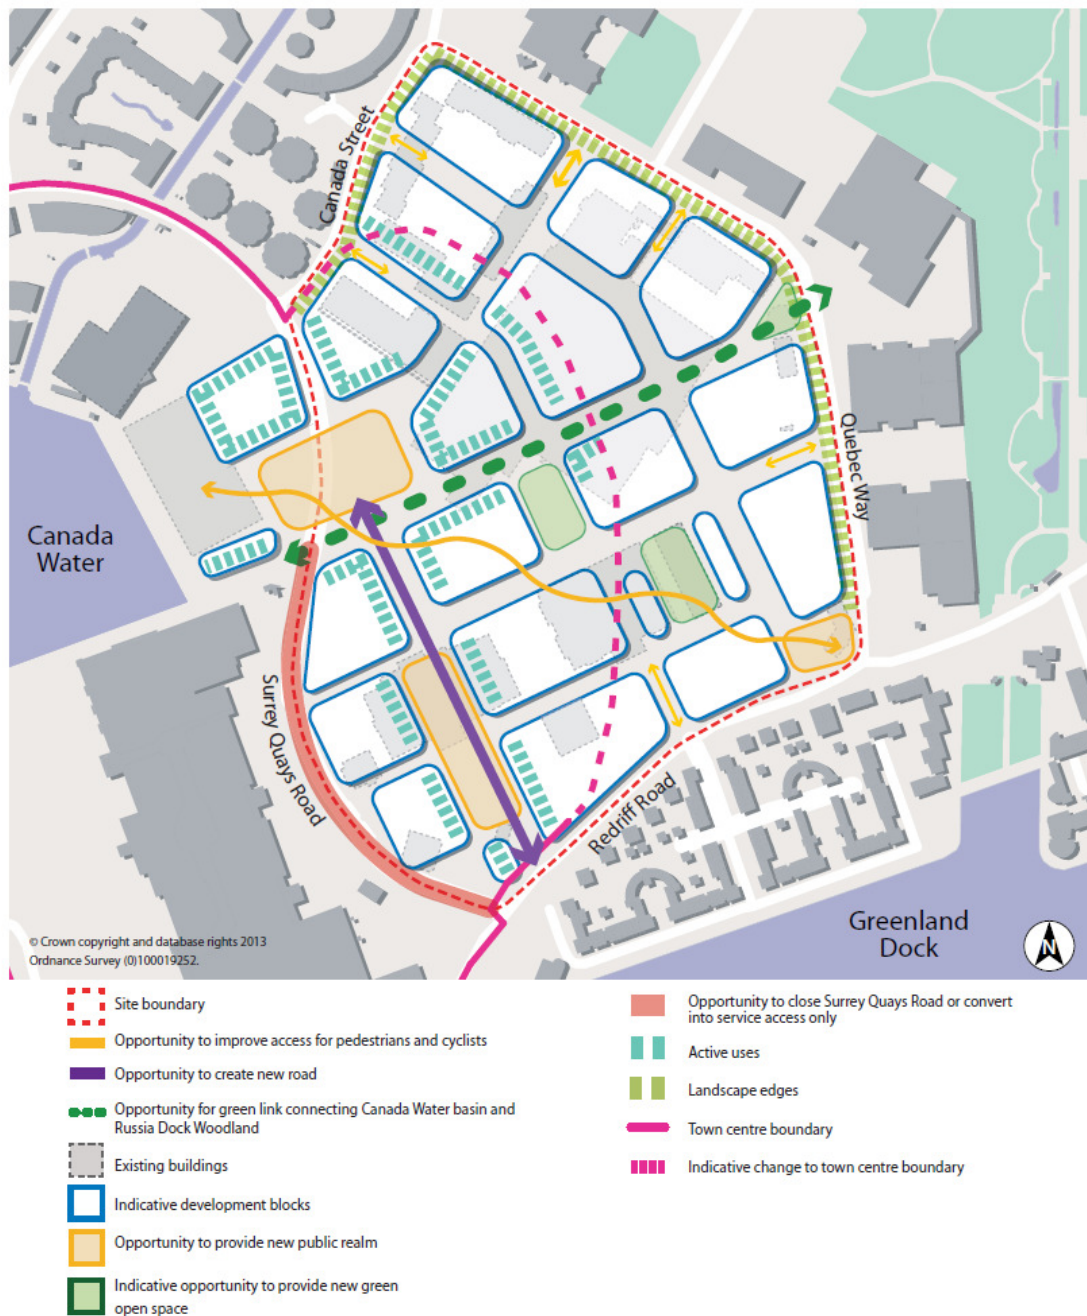 Canada Street
Quebec Way
Canada
Water
Surrey Quays Road
Redriff Road
Greenland
Dock
N
© Crown copyright and database rights 2013
Ordnance Survey (0)100019252.
Site boundary
Opportunity to improve access for pedestrians and cyclists
Opportunity to create new road
Opportunity for green link connecting Canada Water basin and
Russia Dock Woodland
Existing buildings
Indicative development blocks
Opportunity to provide new public realm
Indicative opportunity to provide new green
open space
Opportunity to close Surrey Quays Road or convert
into service access only
Active uses
Landscape edges
Town centre boundary
Indicative change to town centre boundary